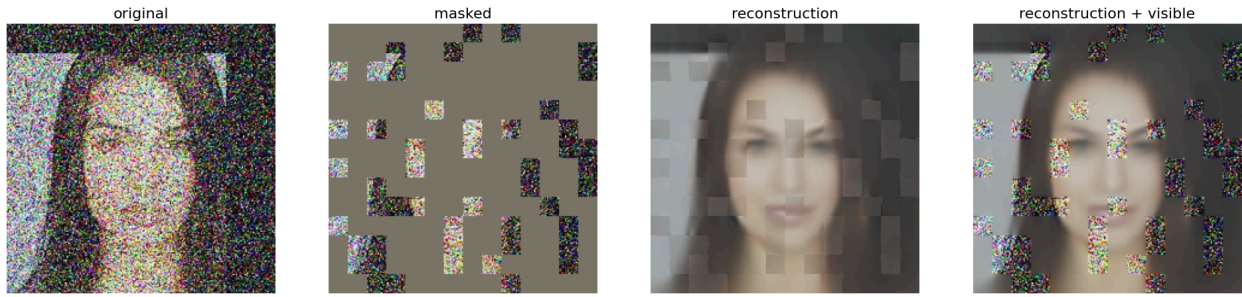 original
masked
reconstruction
reconstruction + visible